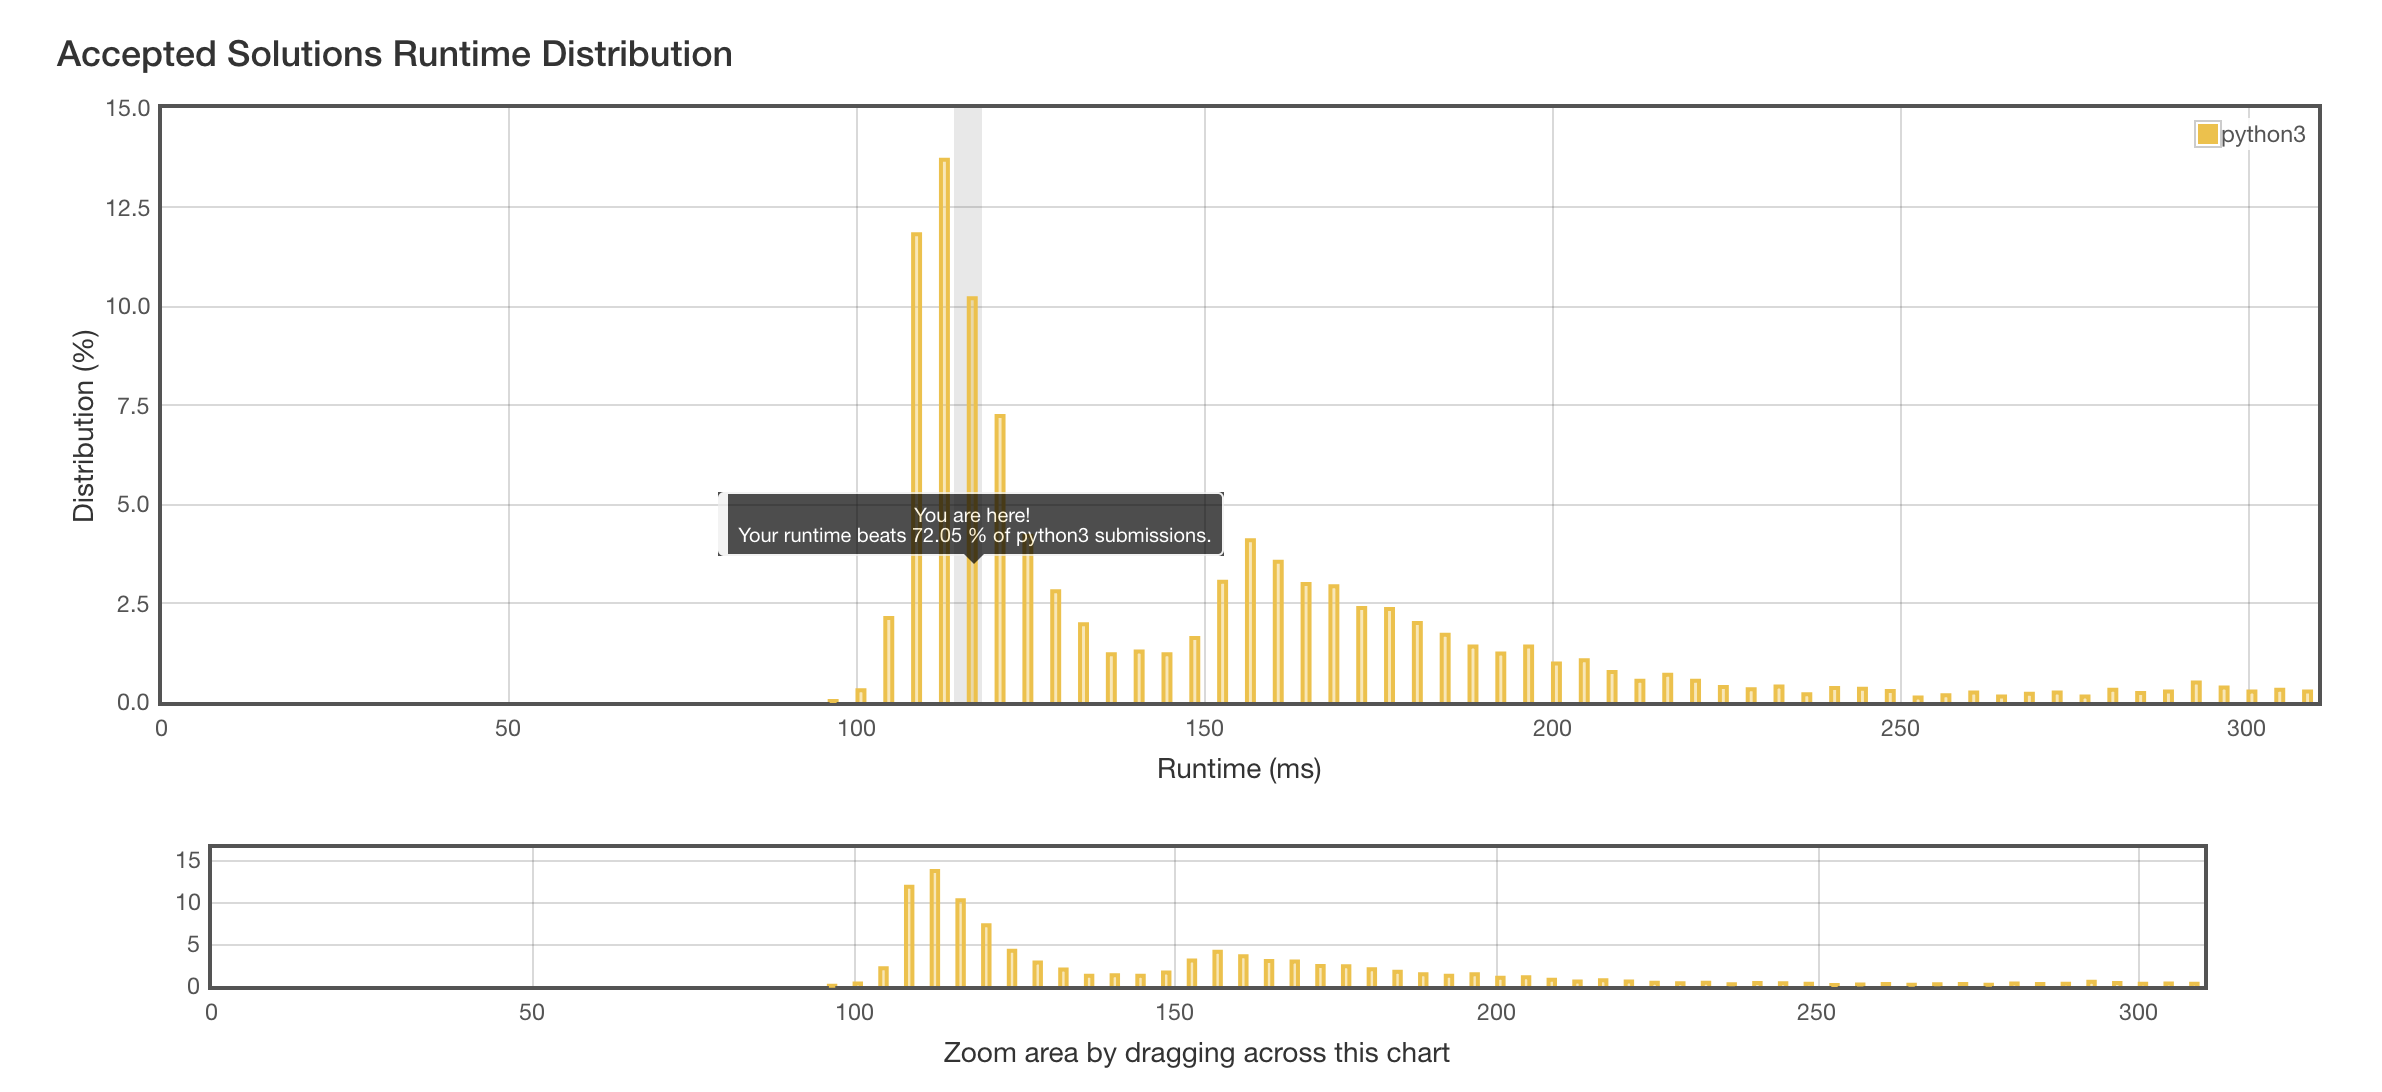 Accepted Solutions Runtime Distribution
15.0
12.5
10.0
7.5
5.0
2.5
0.0
Distribution (%)
python3
You are here!
Your runtime beats 72.05 % of python3 submissions.
0 50 100 150 200 250 300
Runtime (ms)
15
10
5
0
0 50 100 150 200 250 300
Zoom area by dragging across this chart